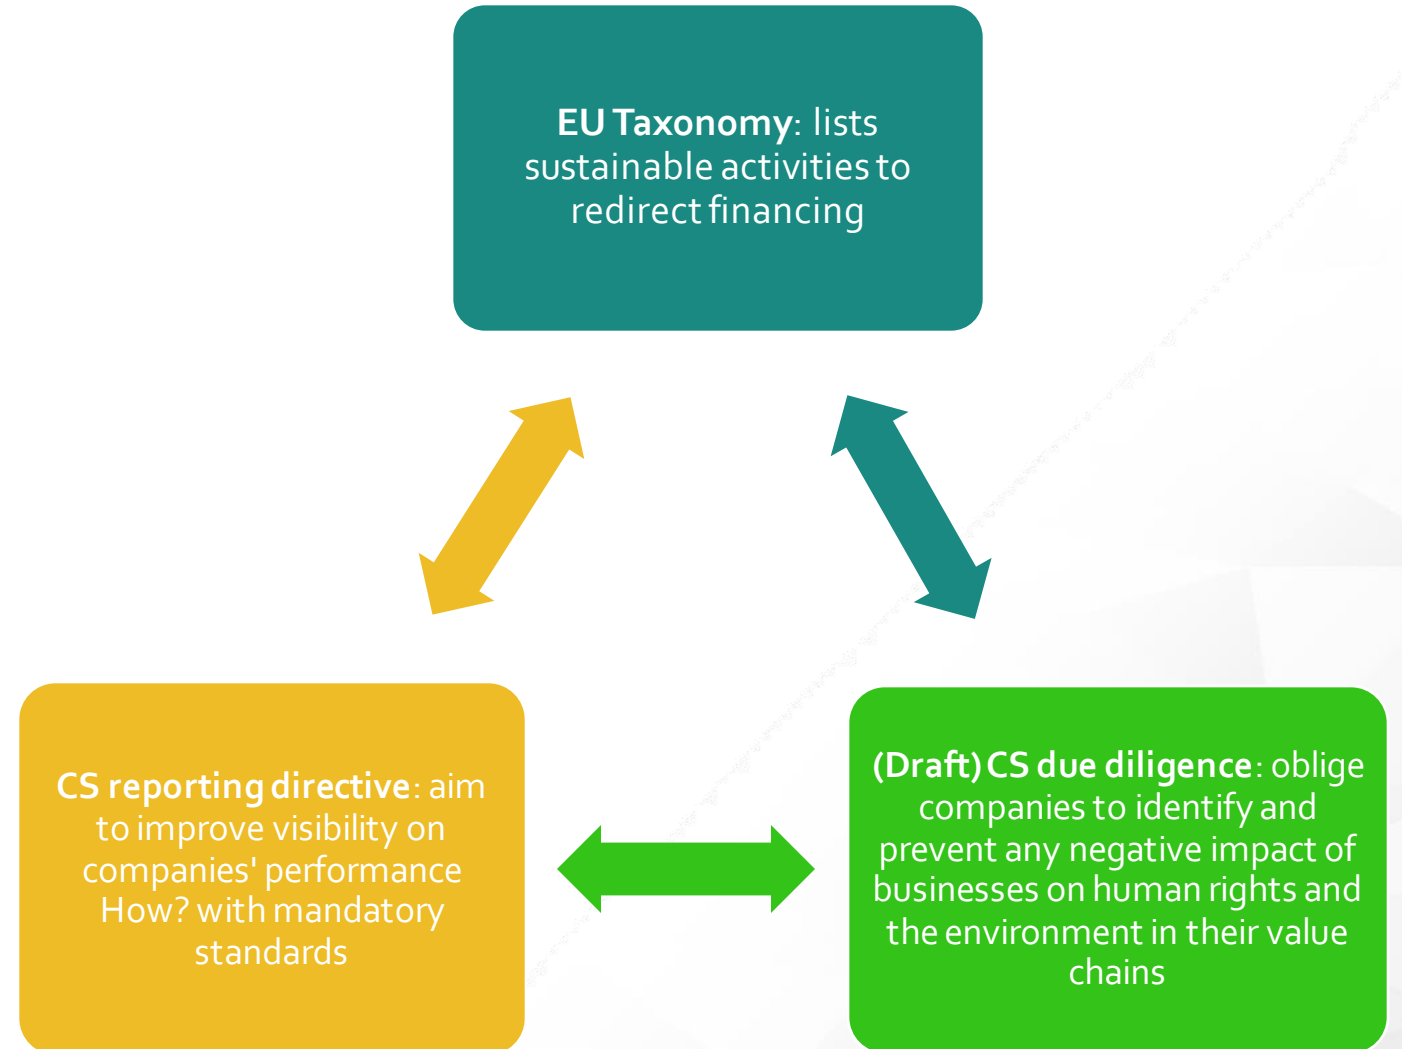 EU Taxonomy: lists
sustainable activities to
redirect financing
CS reporting directive: aim
to improve visibility on
companies' performance
How? with mandatory
standards
(Draft) CS due diligence: oblige
companies to identify and
prevent any negative impact of
businesses on human rights and
the environment in their value
chains